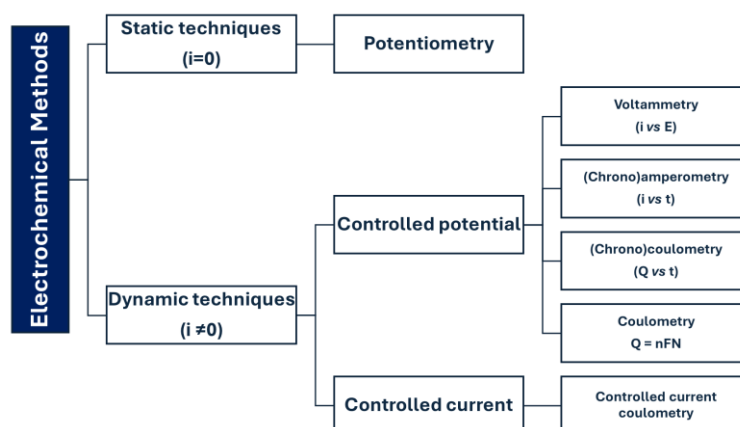 Electrochemical Methods
Static techniques
(i=0)
Potentiometry
Dynamic techniques
(i ≠0)
Controlled potential
Voltammetry
(i vs E)
(Chrono)amperometry
(i vs t)
(Chrono)coulometry
(Q vs t)
Coulometry
Q = nFN
Controlled current
Controlled current
coulometry